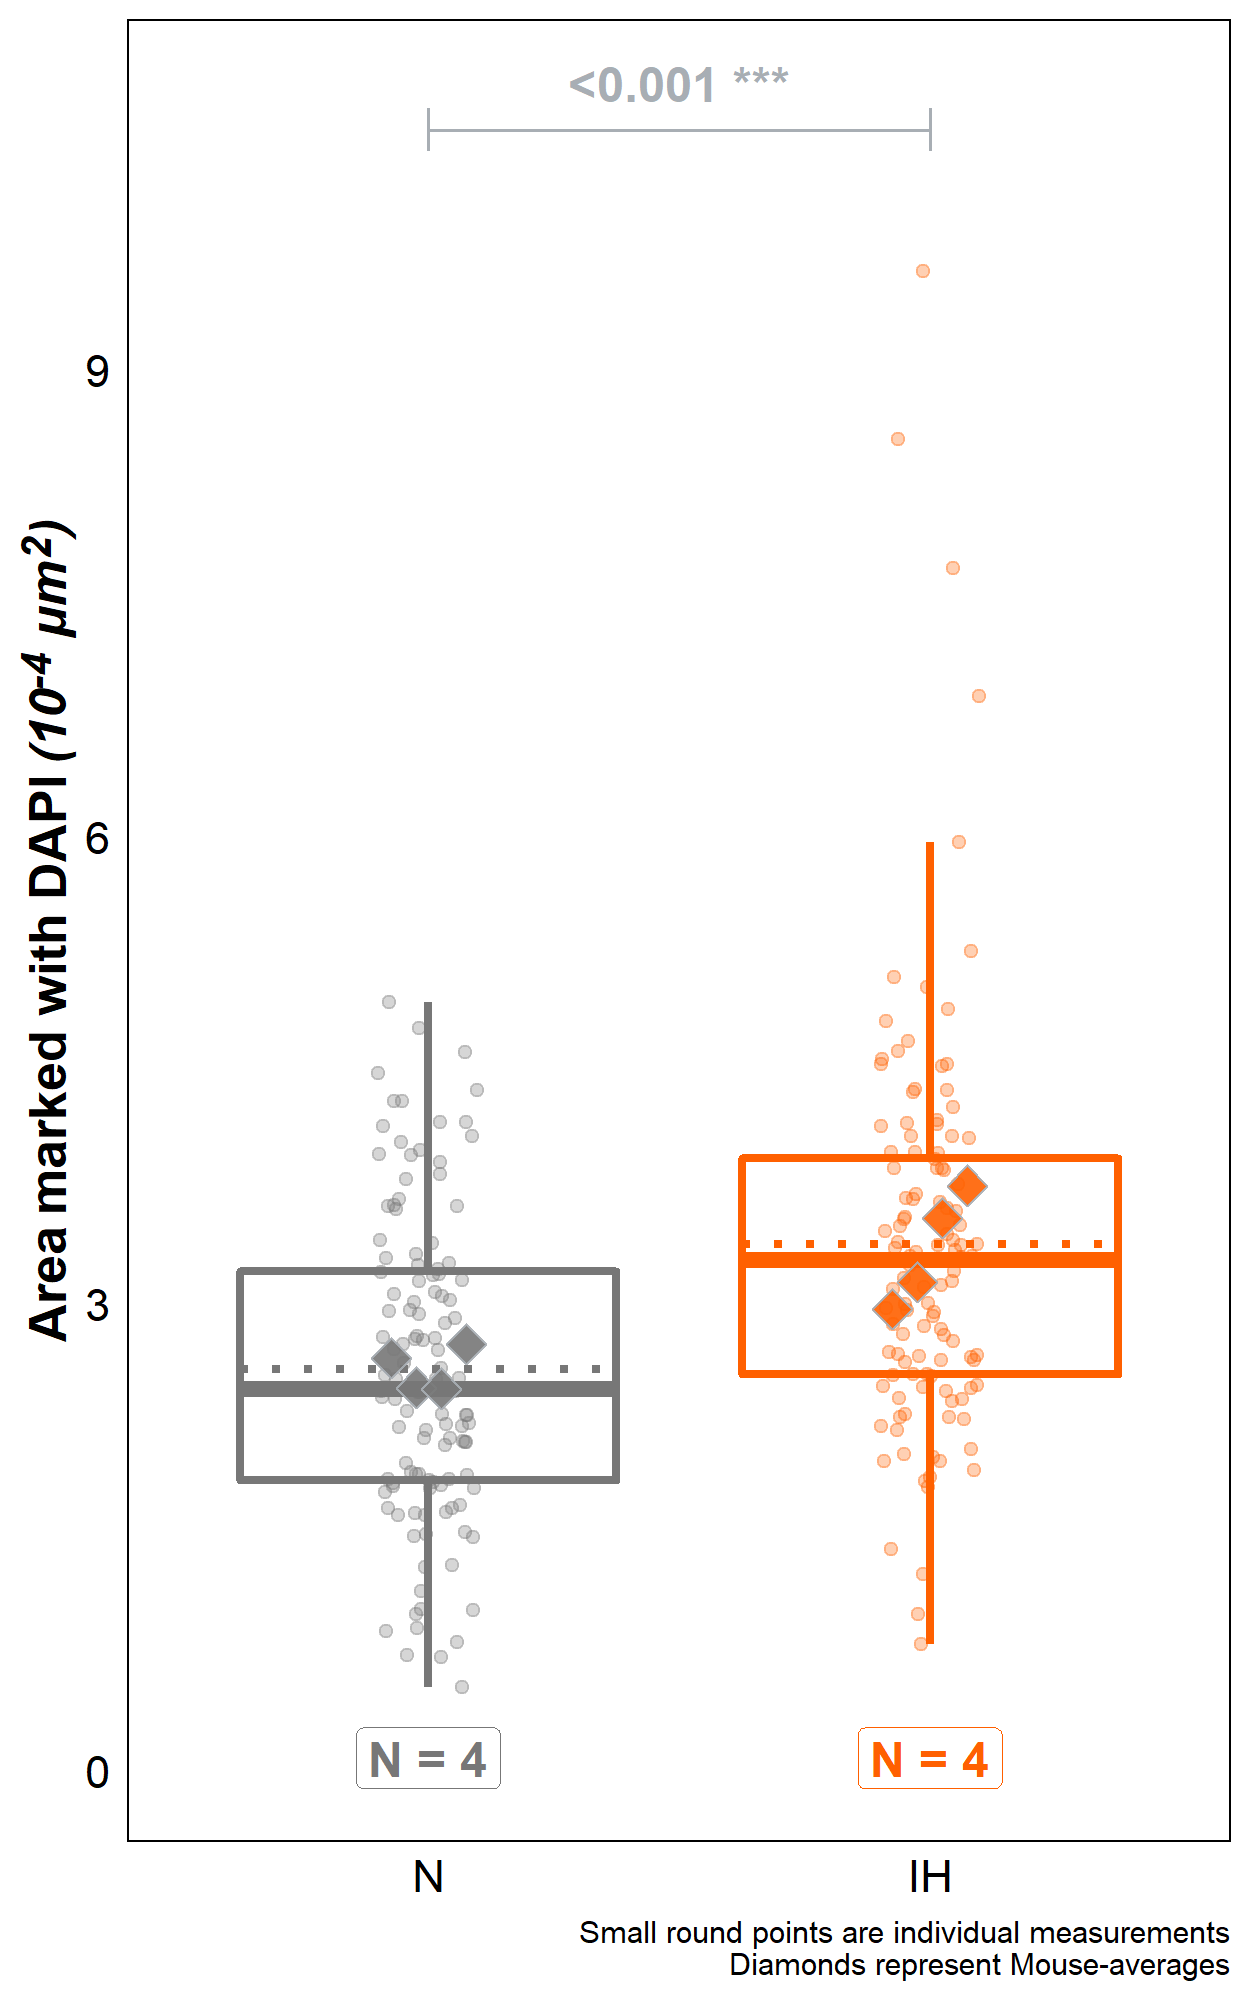 <0.001 ***
Area marked with DAPI (10⁻⁴ µm²)
9
6
3
0
N = 4
N = 4
N
IH
Small round points are individual measurements
Diamonds represent Mouse-averages